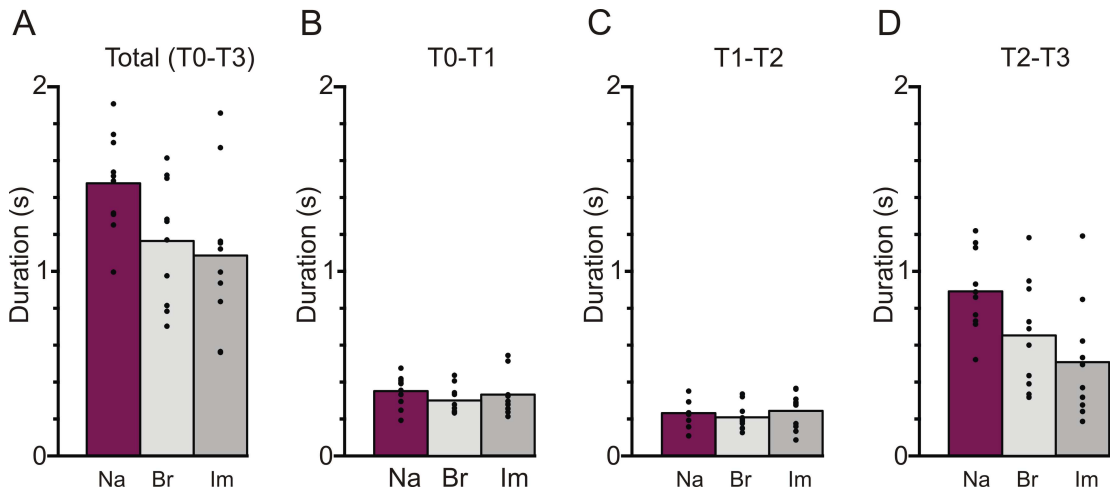 A
B
C
D
Total (T0-T3)
T0-T1
T1-T2
T2-T3
2
2
2
2
Duration (s)
Duration (s)
Duration (s)
Duration (s)
1
1
1
1
0
0
0
0
Na Br Im
Na Br Im
Na Br Im
Na Br Im